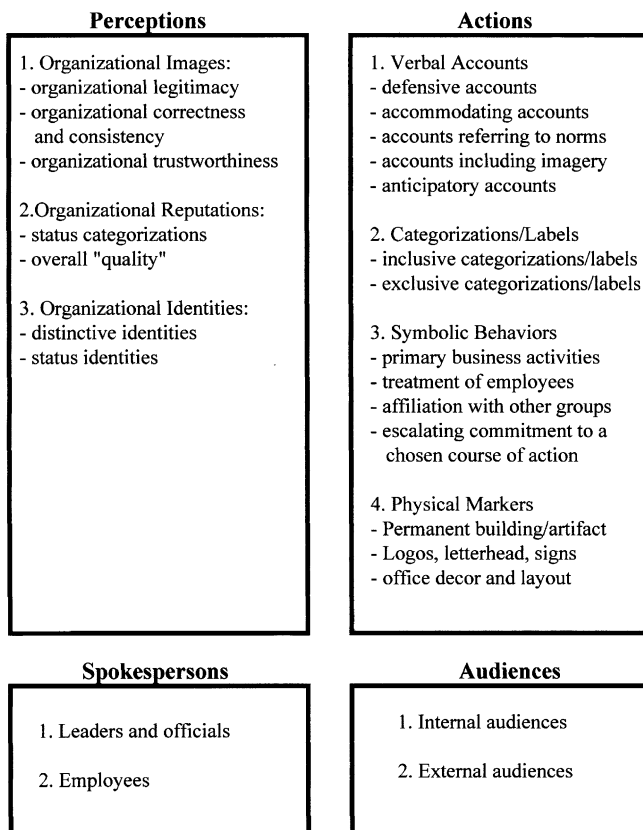 Perceptions
1. Organizational Images:
- organizational legitimacy
- organizational correctness
and consistency
- organizational trustworthiness
2.Organizational Reputations:
- status categorizations
- overall "quality"
3. Organizational Identities:
- distinctive identities
- status identities
Actions
1. Verbal Accounts
- defensive accounts
- accommodating accounts
- accounts referring to norms
- accounts including imagery
- anticipatory accounts
2. Categorizations/Labels
- inclusive categorizations/labels
- exclusive categorizations/labels
3. Symbolic Behaviors
- primary business activities
- treatment of employees
- affiliation with other groups
- escalating commitment to a
chosen course of action
4. Physical Markers
- Permanent building/artifact
- Logos, letterhead, signs
- office decor and layout
Spokespersons
1. Leaders and officials
2. Employees
Audiences
1. Internal audiences
2. External audiences